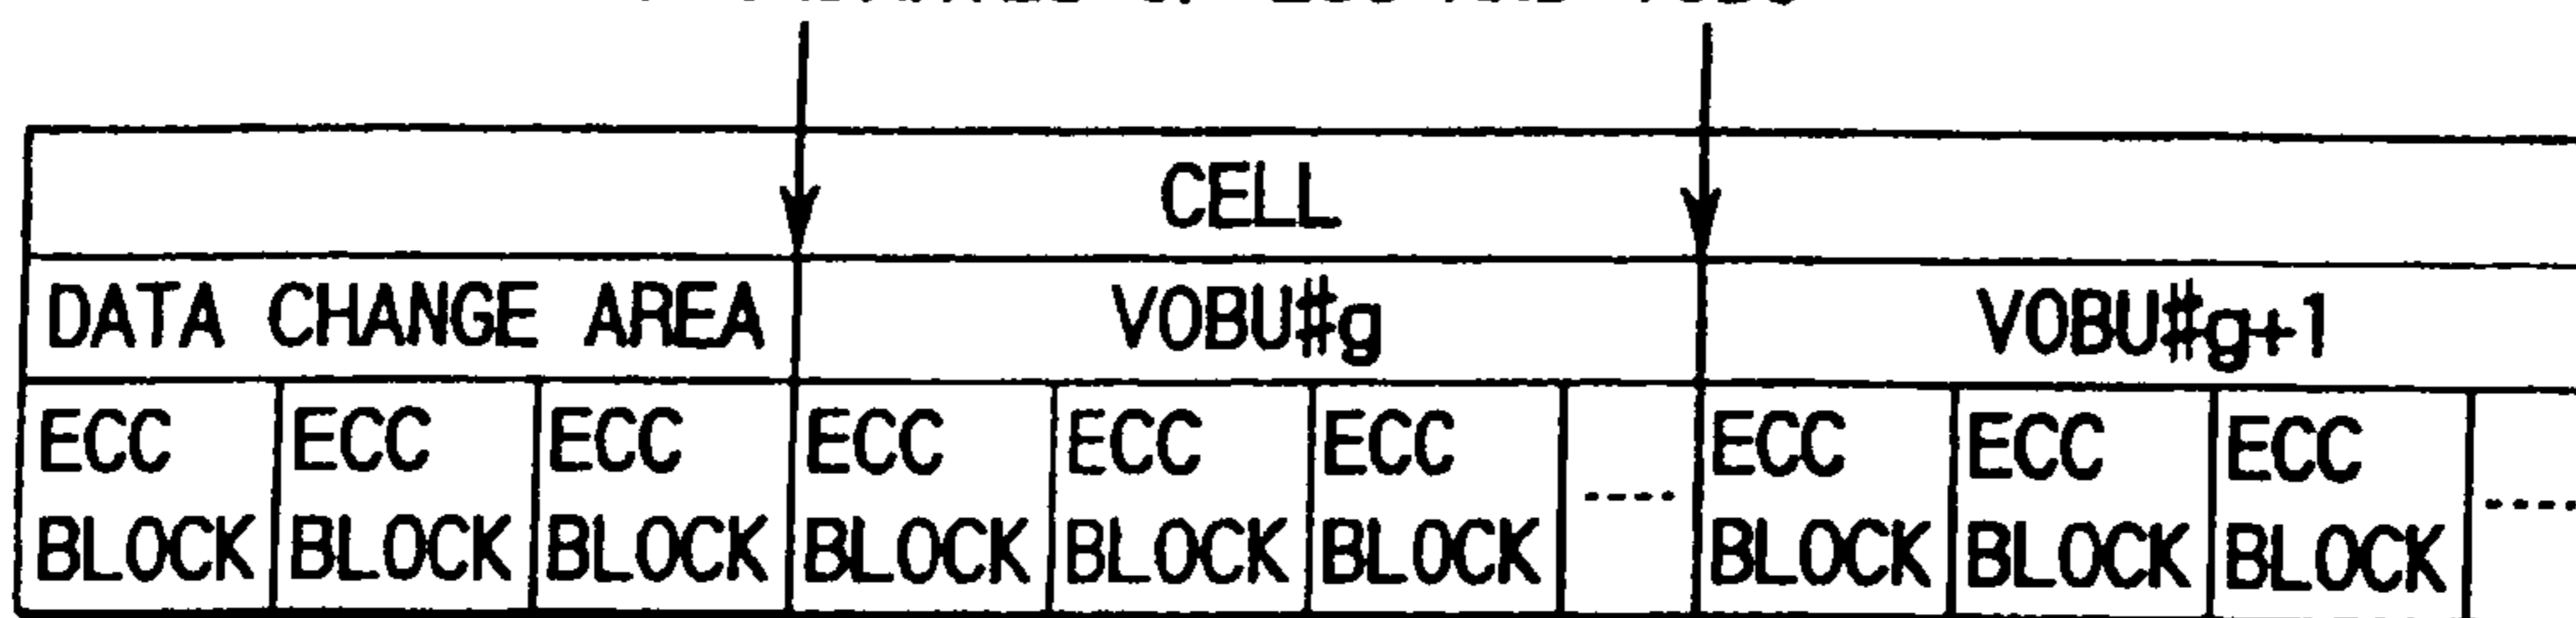 CELL
DATA CHANGE AREA VOBU#g VOBU#g+1
ECC ECC ECC ECC ECC ECC ---- ECC ECC ECC ----
BLOCK BLOCK BLOCK BLOCK BLOCK BLOCK BLOCK BLOCK BLOCK